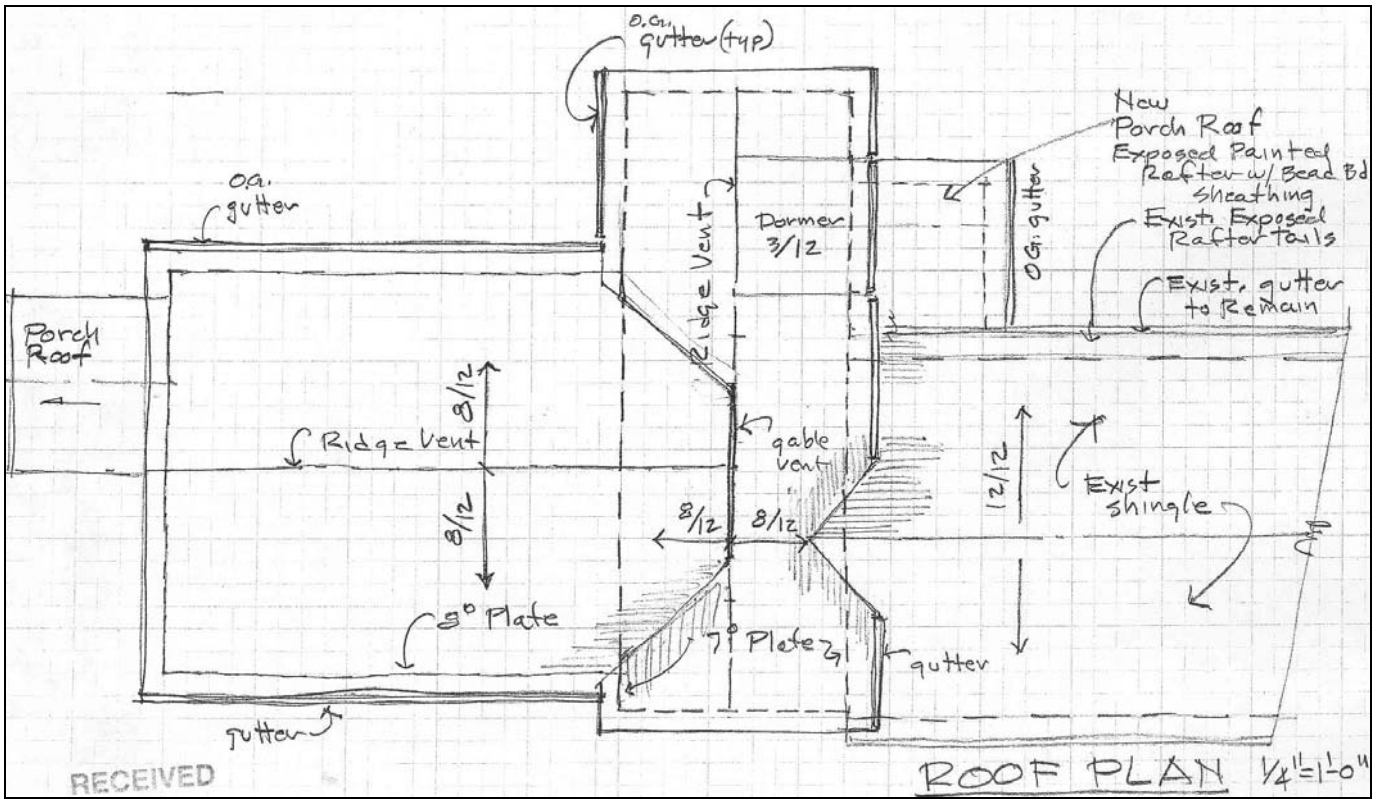 O.G.
gutter (typ)
New
Porch Roof
Exposed Painted
Rafter w/ Bead Bd
sheathing
Exist. Exposed
Rafter Tails
Exist. gutter
to Remain
O.G.
gutter
Ridge Vent
Dormer
3/12
OG. gutter
Porch
Roof
8/12
Ridge Vent
gable
vent
8/12
8/12
8/12
12/12
Exist
shingle
8° Plate
7° Plate
gutter
gutter
RECEIVED
ROOF PLAN 1/4"=1'-0"